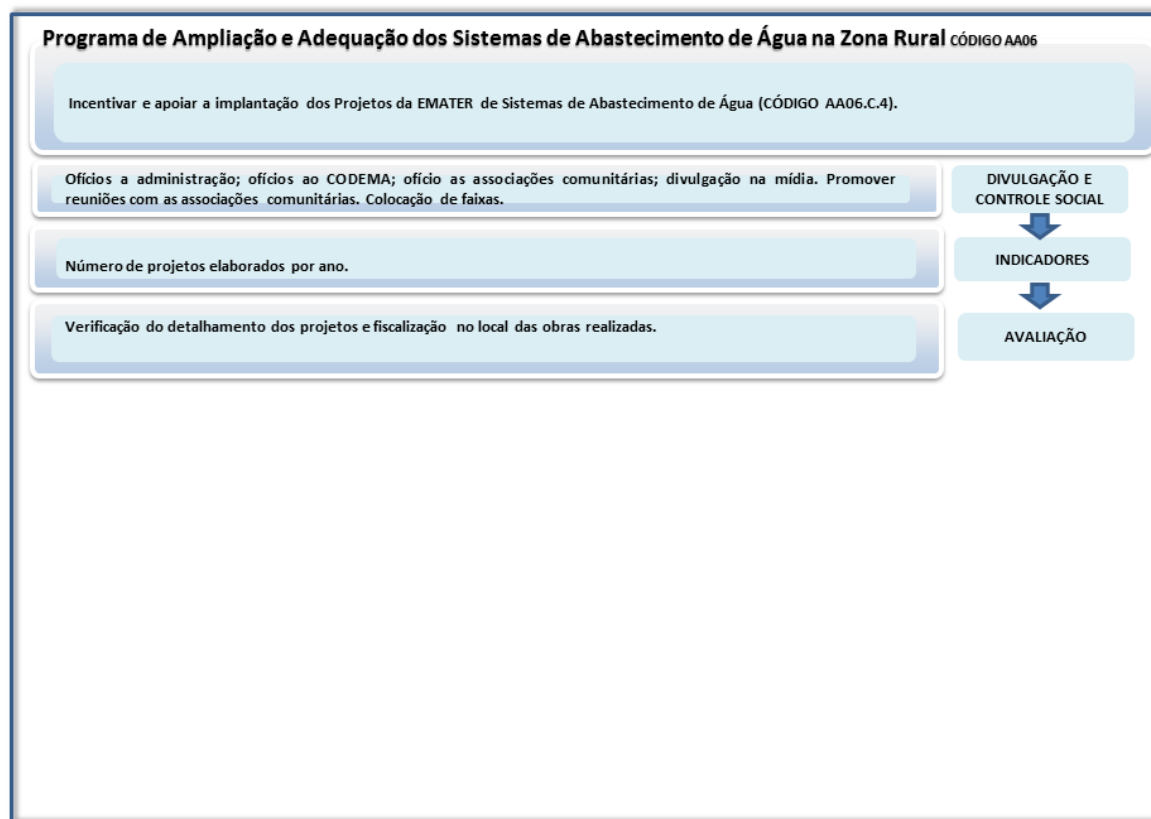 Programa de Ampliação e Adequação dos Sistemas de Abastecimento de Água na Zona Rural CÓDIGO AA06
Incentivar e apoiar a implantação dos Projetos da EMATER de Sistemas de Abastecimento de Água (CÓDIGO AA06.C.4).
Ofícios a administração; ofícios ao CODEMA; ofício as associações comunitárias; divulgação na mídia. Promover
reuniões com as associações comunitárias. Colocação de faixas.
DIVULGAÇÃO E
CONTROLE SOCIAL
Número de projetos elaborados por ano.
INDICADORES
Verificação do detalhamento dos projetos e fiscalização no local das obras realizadas.
AVALIAÇÃO